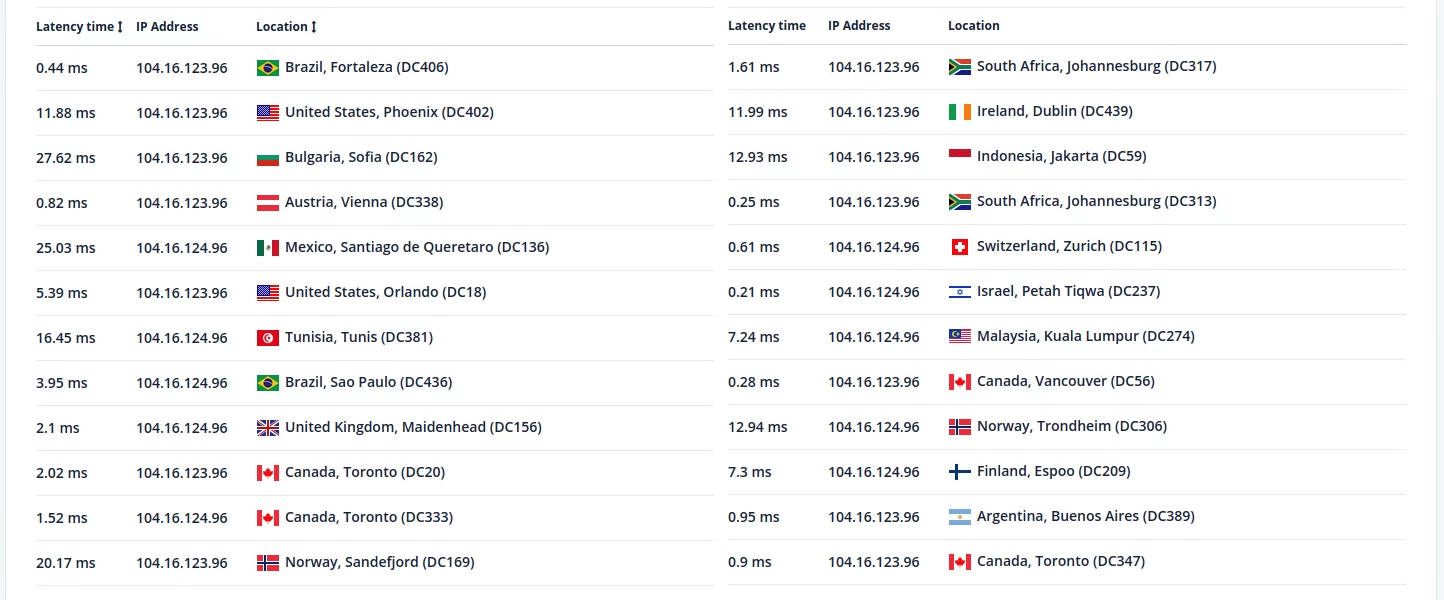 Latency time IP Address Location
0.44 ms 104.16.123.96 Brazil, Fortaleza (DC406)
11.88 ms 104.16.123.96 United States, Phoenix (DC402)
27.62 ms 104.16.123.96 Bulgaria, Sofia (DC162)
0.82 ms 104.16.123.96 Austria, Vienna (DC338)
25.03 ms 104.16.124.96 Mexico, Santiago de Queretaro (DC136)
5.39 ms 104.16.123.96 United States, Orlando (DC18)
16.45 ms 104.16.124.96 Tunisia, Tunis (DC381)
3.95 ms 104.16.124.96 Brazil, Sao Paulo (DC436)
2.1 ms 104.16.124.96 United Kingdom, Maidenhead (DC156)
2.02 ms 104.16.123.96 Canada, Toronto (DC20)
1.52 ms 104.16.124.96 Canada, Toronto (DC333)
20.17 ms 104.16.123.96 Norway, Sandefjord (DC169)
Latency time IP Address Location
1.61 ms 104.16.123.96 South Africa, Johannesburg (DC317)
11.99 ms 104.16.123.96 Ireland, Dublin (DC439)
12.93 ms 104.16.123.96 Indonesia, Jakarta (DC59)
0.25 ms 104.16.123.96 South Africa, Johannesburg (DC313)
0.61 ms 104.16.124.96 Switzerland, Zurich (DC115)
0.21 ms 104.16.124.96 Israel, Petah Tiqwa (DC237)
7.24 ms 104.16.124.96 Malaysia, Kuala Lumpur (DC274)
0.28 ms 104.16.123.96 Canada, Vancouver (DC56)
12.94 ms 104.16.124.96 Norway, Trondheim (DC306)
7.3 ms 104.16.124.96 Finland, Espoo (DC209)
0.95 ms 104.16.123.96 Argentina, Buenos Aires (DC389)
0.9 ms 104.16.123.96 Canada, Toronto (DC347)